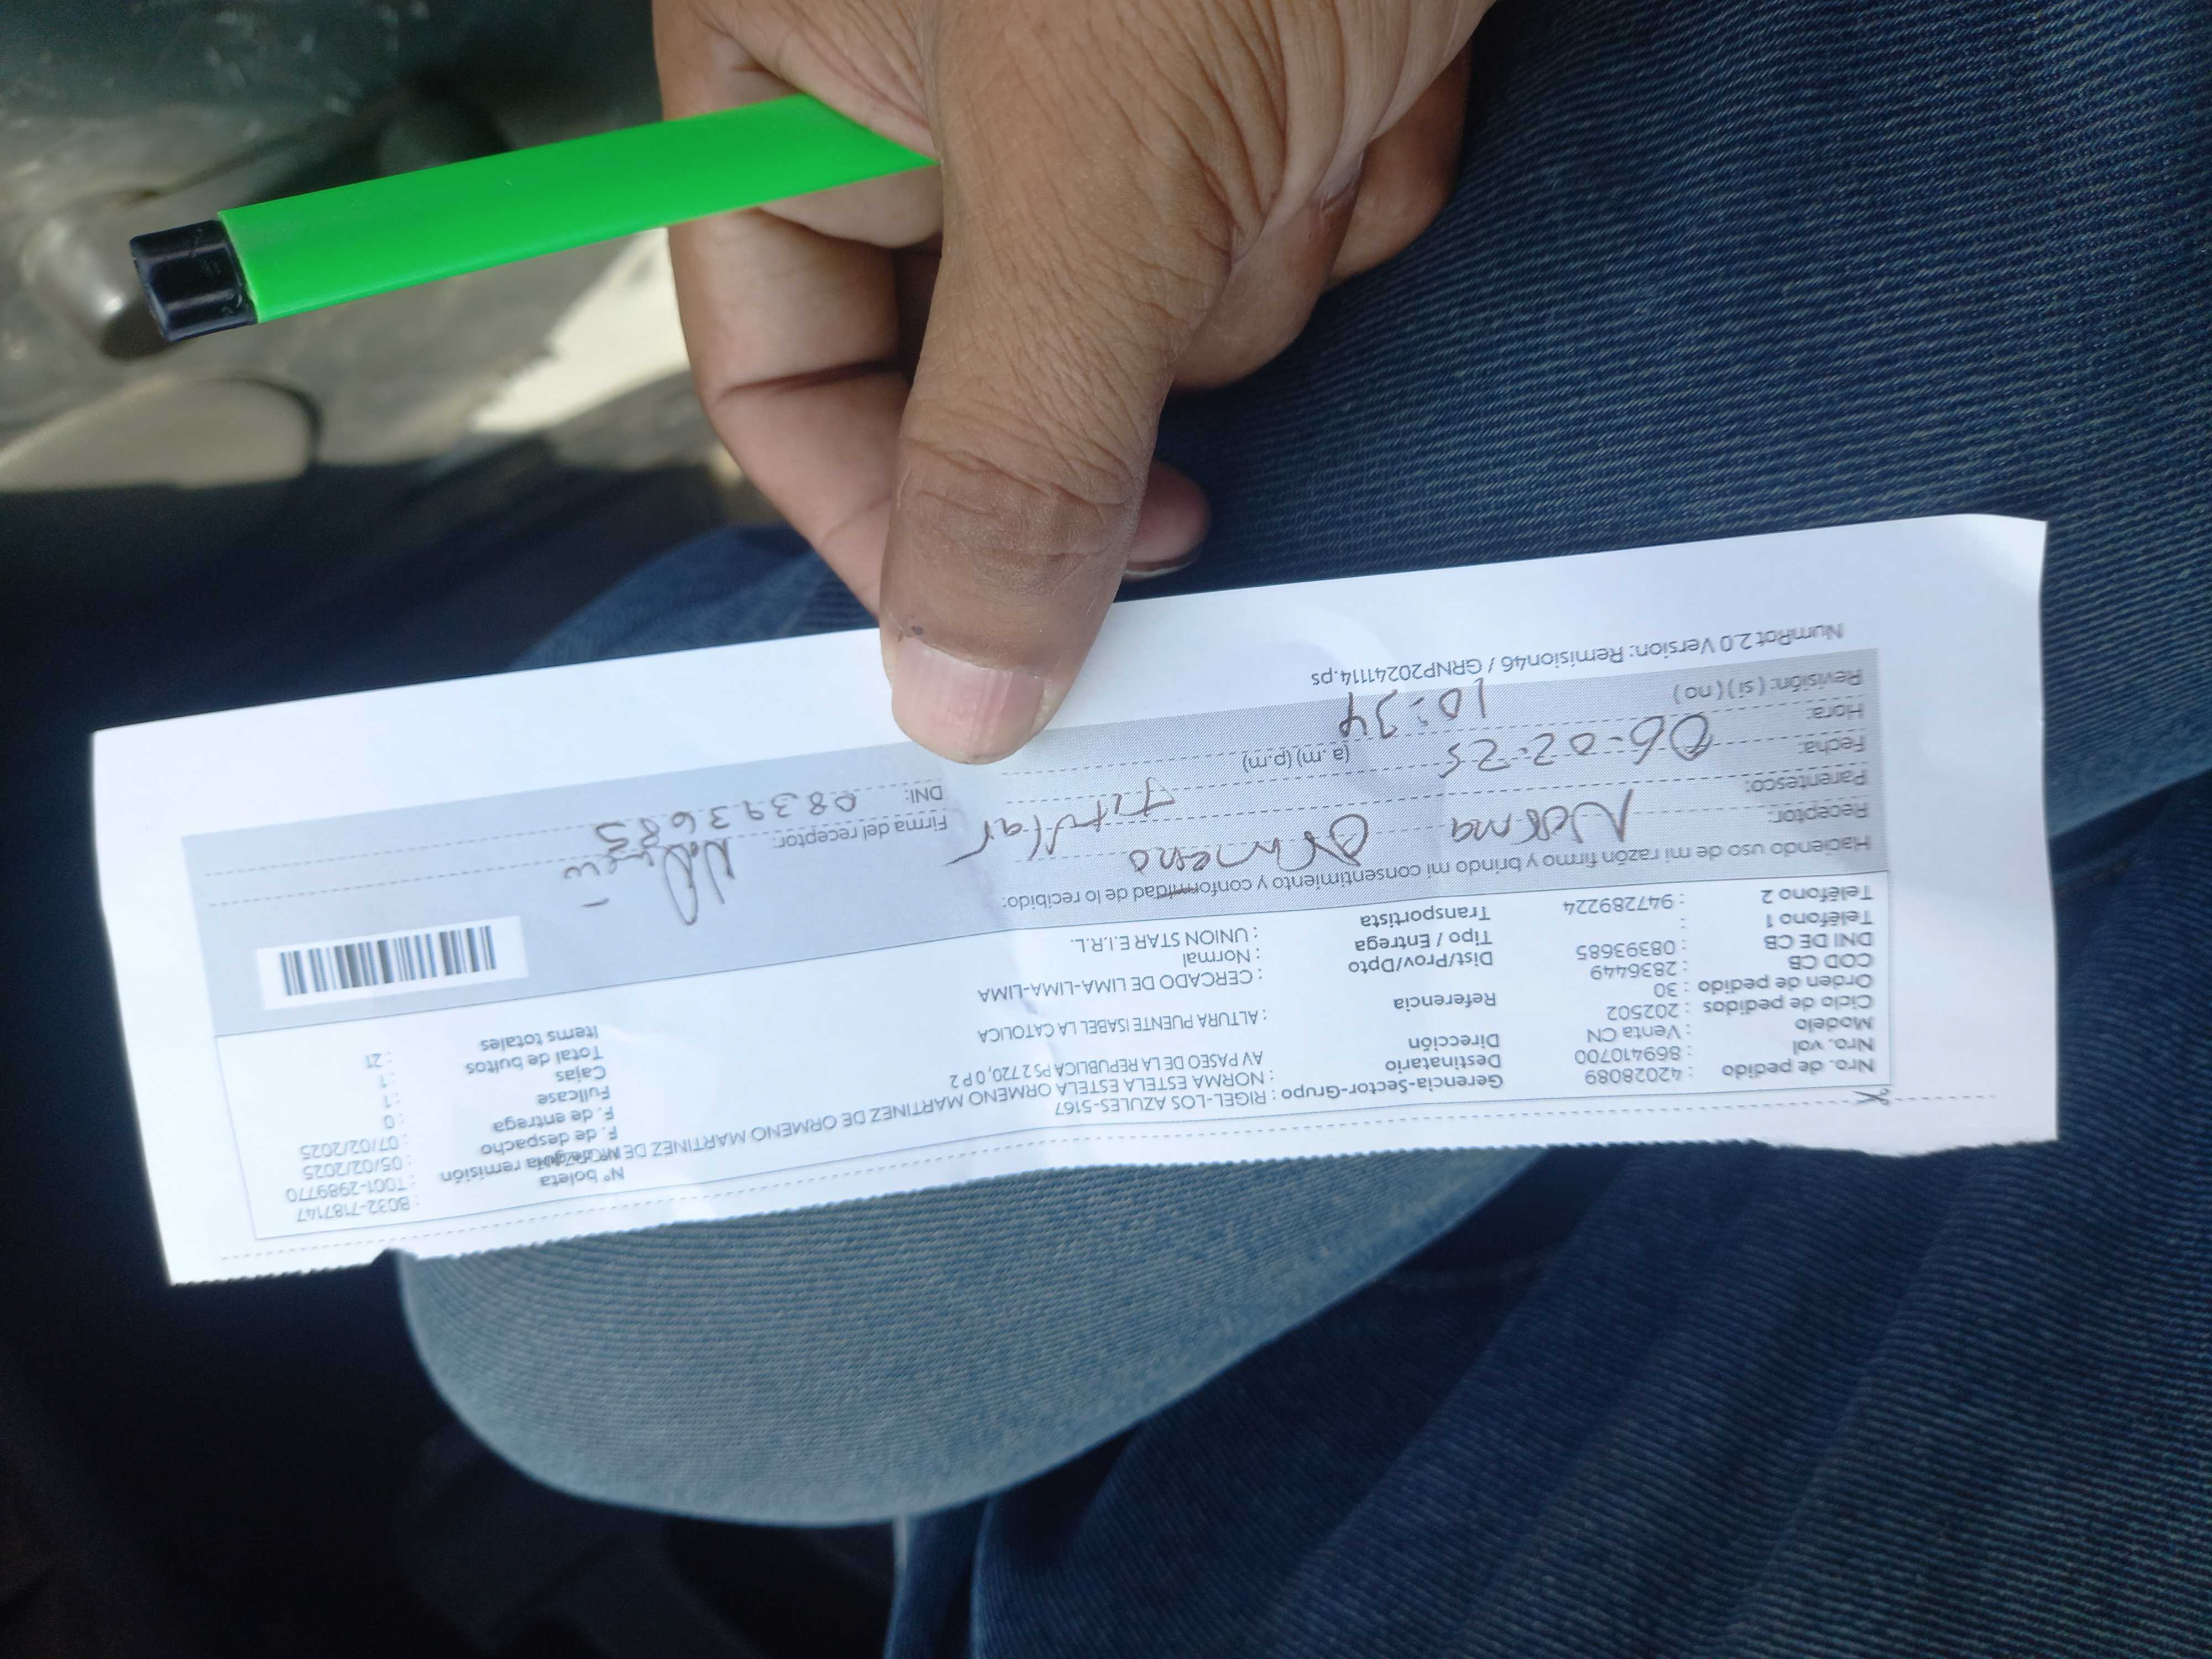 Nro. de pedido : 42028089
Nro. vol : 869410700
Modelo : Venta CN
Ciclo de pedidos : 202502
Orden de pedido : 30
COD CB : 2836449
DNI DE CB : 08393685
Teléfono 1 :
Teléfono 2 : 947289224
Gerencia-Sector-Grupo : RIGEL-LOS AZULES-5167
Destinatario : NORMA ESTELA ESTELA ORMENO MARTINEZ DE ORMENO MARTINEZ DE
Dirección AV PASEO DE LA REPUBLICA PS 2 720, 0 P 2
Referencia : ALTURA PUENTE ISABEL LA CATOLICA
Dist/Prov/Dpto : CERCADO DE LIMA-LIMA-LIMA
Tipo / Entrega : Normal
Transportista : UNION STAR E.I.R.L.
N° boleta : B032-7187147
N° de guía remisión : T001-2989770
F. de despacho : 05/02/2025
F. de entrega : 07/02/2025
Fullcase : 0
Cajas : 1
Total de bultos : 1
Items totales : 21
Haciendo uso de mi razón firmo y brindo mi consentimiento y conformidad de lo recibido:
Receptor: Norma Ormeno
Parentesco: Titular
Fecha: 06-02-25
Hora: 10:34 (a.m) (p.m)
Revisión: ( si ) ( no )
Firma del receptor:
DNI: 08393685
NumRot 2.0 Version: Remision46 / GRNP20241114.ps